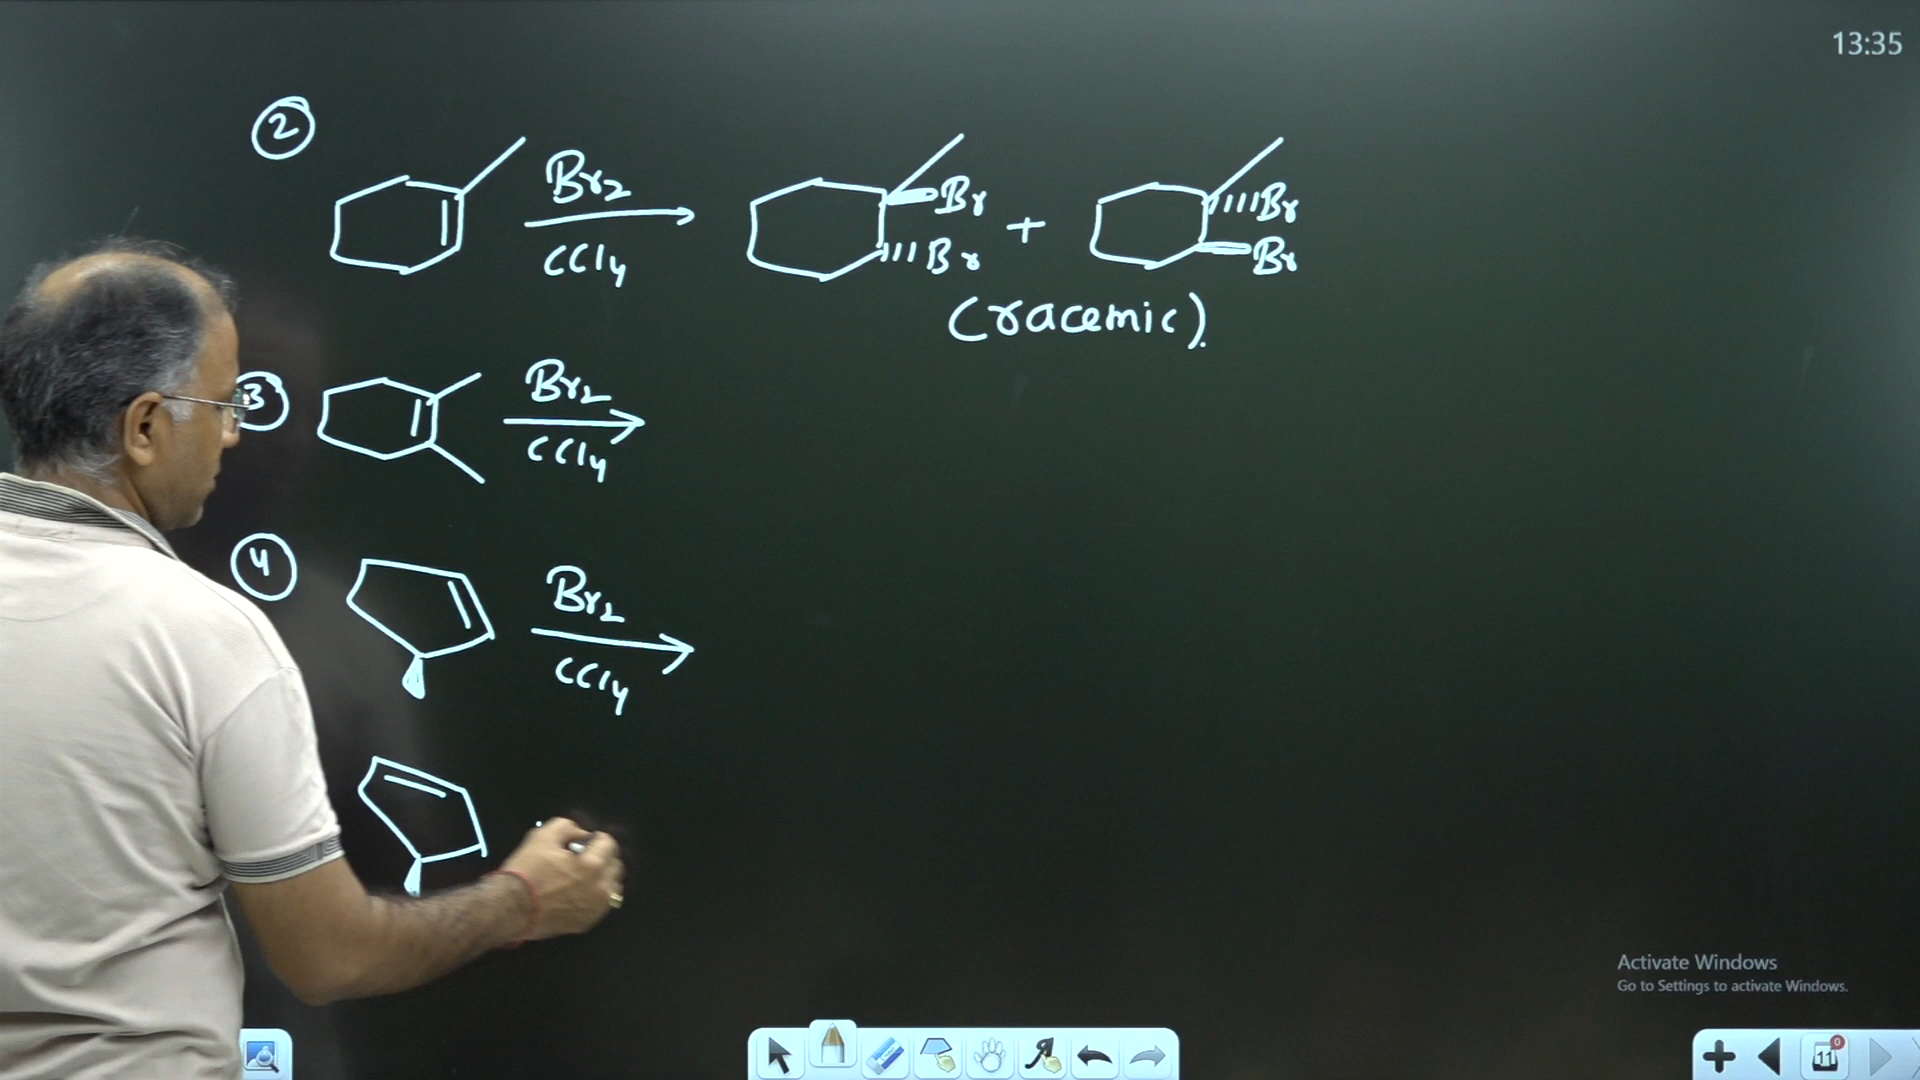 13:35
2
Br2
CCl4
Br
Br
+
Br
Br
(racemic).
3
Br2
CCl4
4
Br2
CCl4
Activate Windows
Go to Settings to activate Windows.
11
0